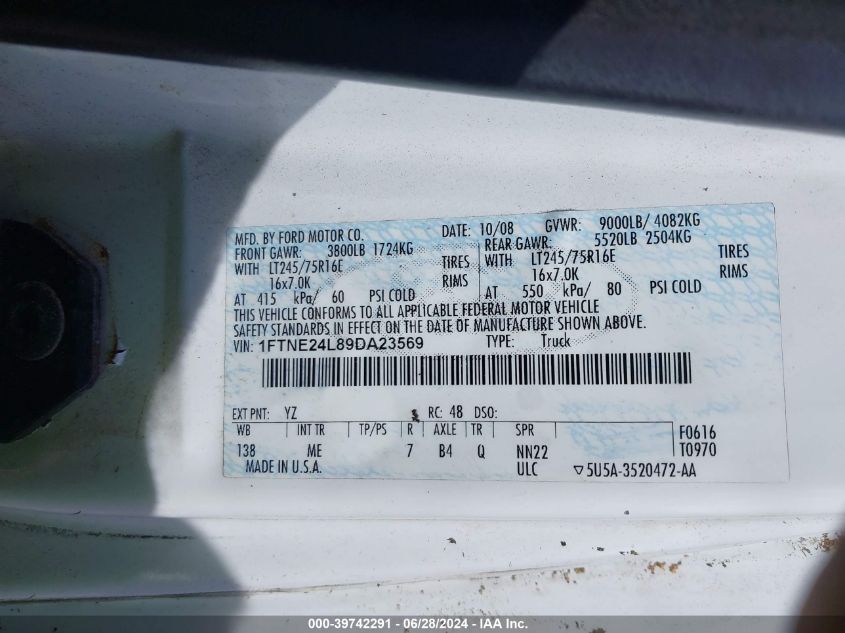 MFD. BY FORD MOTOR CO. DATE: 10/08 GVWR: 9000LB/ 4082KG
FRONT GAWR: 3800LB 1724KG REAR GAWR: 5520LB 2504KG
WITH LT245/75R16E TIRES WITH LT245/75R16E TIRES
16x7.0K RIMS 16x7.0K RIMS
AT 415 kPa/ 60 PSI COLD AT 550 kPa/ 80 PSI COLD
THIS VEHICLE CONFORMS TO ALL APPLICABLE FEDERAL MOTOR VEHICLE
SAFETY STANDARDS IN EFFECT ON THE DATE OF MANUFACTURE SHOWN ABOVE.
VIN: 1FTNE24L89DA23569 TYPE: Truck
EXT PNT: YZ RC: 48 DSO:
WB INT TR TP/PS R AXLE TR SPR F0616
138 ME 7 B4 Q NN22 T0970
MADE IN U.S.A. ULC ▽5U5A-3520472-AA
000-39742291 - 06/28/2024 - IAA Inc.